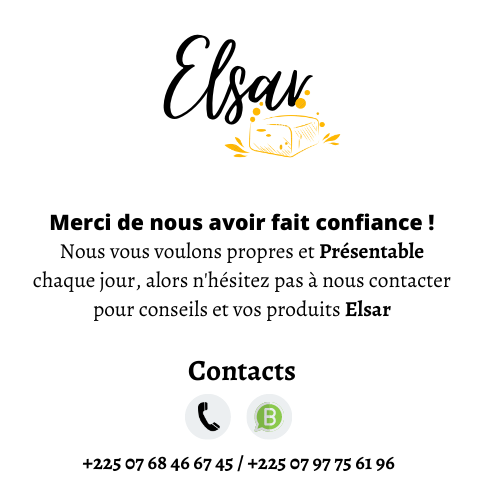 Elsar
Merci de nous avoir fait confiance !
Nous vous voulons propres et Présentable
chaque jour, alors n'hésitez pas à nous contacter
pour conseils et vos produits Elsar
Contacts
B
+225 07 68 46 67 45 / +225 07 97 75 61 96